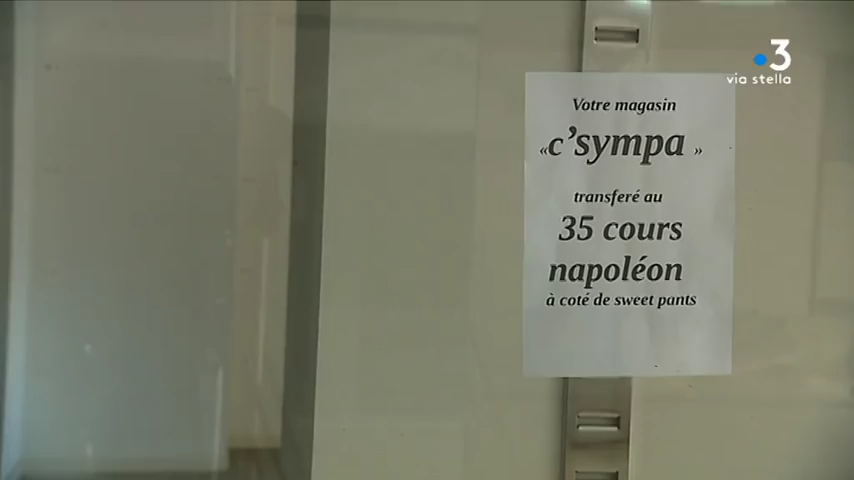 3
via stella
Votre magasin
«c’sympa »
transferé au
35 cours
napoléon
à coté de sweet pants